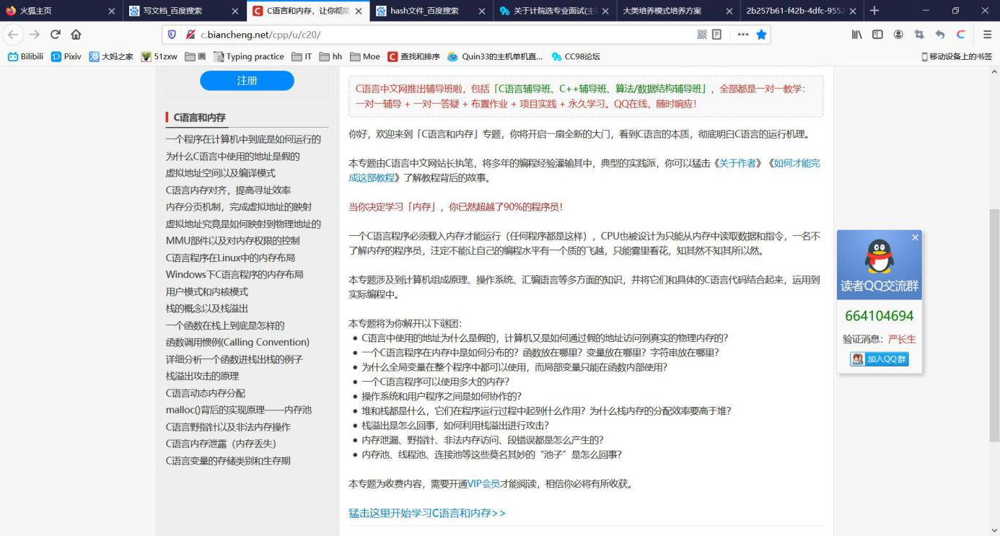 火狐主页
写文档_百度搜索
C语言和内存，让你彻底
hash文件_百度搜索
关于计院选专业面试(主
大类培养模式培养方案
2b257b61-f42b-4dfc-9552
c.biancheng.net/cpp/u/c20/
Bilibili
Pixiv
大妈之家
51zxw
画
Typing practice
IT
hh
Moe
查找和排序
Quin33的主机单机直...
CC98论坛
移动设备上的书签
注册
C语言和内存
一个程序在计算机中到底是如何运行的
为什么C语言中使用的地址是假的
虚拟地址空间以及编译模式
C语言内存对齐，提高寻址效率
内存分页机制，完成虚拟地址的映射
虚拟地址究竟是如何映射到物理地址的
MMU部件以及对内存权限的控制
C语言程序在Linux中的内存布局
Windows下C语言程序的内存布局
用户模式和内核模式
栈的概念以及栈溢出
一个函数在栈上到底是怎样的
函数调用惯例(Calling Convention)
详细分析一个函数进栈出栈的例子
栈溢出攻击的原理
C语言动态内存分配
malloc()背后的实现原理——内存池
C语言野指针以及非法内存操作
C语言内存泄露（内存丢失）
C语言变量的存储类别和生存期
C语言中文网推出辅导班啦，包括「C语言辅导班、C++辅导班、算法/数据结构辅导班」，全部都是一对一教学：
一对一辅导 + 一对一答疑 + 布置作业 + 项目实践 + 永久学习。QQ在线，随时响应！
你好，欢迎来到「C语言和内存」专题，你将开启一扇全新的大门，看到C语言的本质，彻底明白C语言的运行机理。
本专题由C语言中文网站长执笔，将多年的编程经验灌输其中，典型的实践派，你可以猛击《关于作者》《如何才能完
成这部教程》了解教程背后的故事。
当你决定学习「内存」，你已然超越了90%的程序员！
一个C语言程序必须载入内存才能运行（任何程序都是这样），CPU也被设计为只能从内存中读取数据和指令，一名不
了解内存的程序员，注定不能让自己的编程水平有一个质的飞越，只能雾里看花，知其然不知其所以然。
本专题涉及到计算机组成原理、操作系统、汇编语言等多方面的知识，并将它们和具体的C语言代码结合起来，运用到
实际编程中。
本专题将为你解开以下谜团：
● C语言中使用的地址为什么是假的，计算机又是如何通过假的地址访问到真实的物理内存的？
● 一个C语言程序在内存中是如何分布的？函数放在哪里？变量放在哪里？字符串放在哪里？
● 为什么全局变量在整个程序中都可以使用，而局部变量只能在函数内部使用？
● 一个C语言程序可以使用多大的内存？
● 操作系统和用户程序之间是如何协作的？
● 堆和栈都是什么，它们在程序运行过程中起到什么作用？为什么栈内存的分配效率要高于堆？
● 栈溢出是怎么回事，如何利用栈溢出进行攻击？
● 内存泄漏、野指针、非法内存访问、段错误都是怎么产生的？
● 内存池、线程池、连接池等这些莫名其妙的“池子”是怎么回事？
本专题为收费内容，需要开通VIP会员才能阅读，相信你必将有所收获。
猛击这里开始学习C语言和内存>>
读者QQ交流群
664104694
验证消息：严长生
加入QQ群